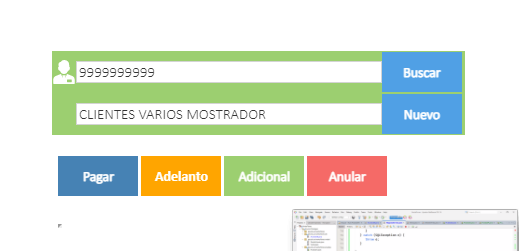 9999999999 Buscar
CLIENTES VARIOS MOSTRADOR Nuevo
Pagar Adelanto Adicional Anular